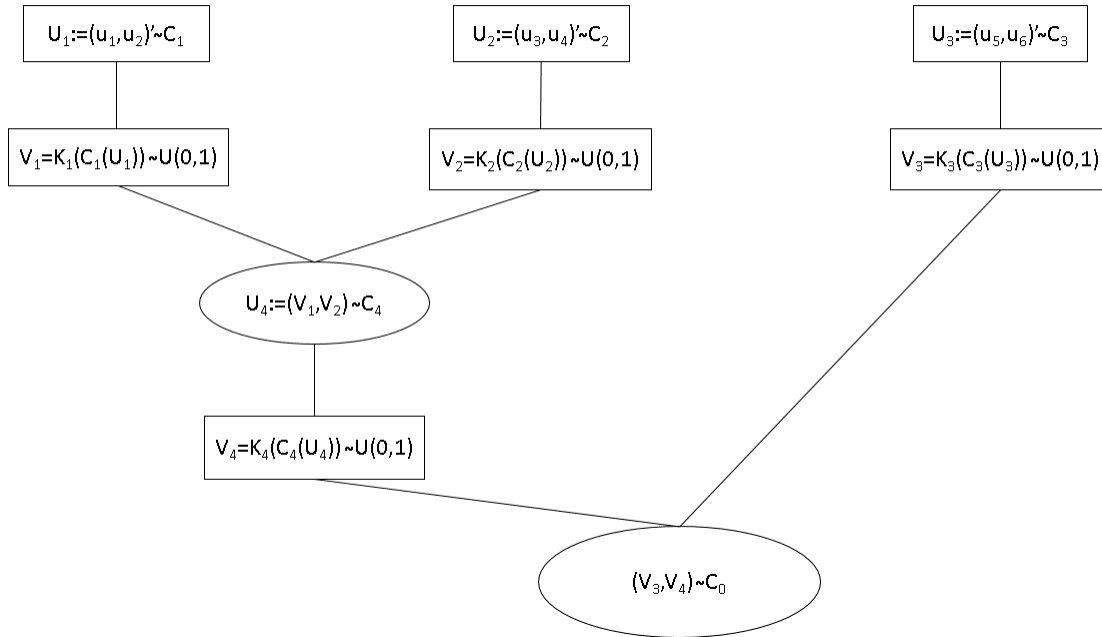 U₁:=(u₁,u₂)'~C₁
U₂:=(u₃,u₄)'~C₂
U₃:=(u₅,u₆)'~C₃
V₁=K₁(C₁(U₁))~U(0,1)
V₂=K₂(C₂(U₂))~U(0,1)
V₃=K₃(C₃(U₃))~U(0,1)
U₄:=(V₁,V₂)~C₄
V₄=K₄(C₄(U₄))~U(0,1)
(V₃,V₄)~C₀